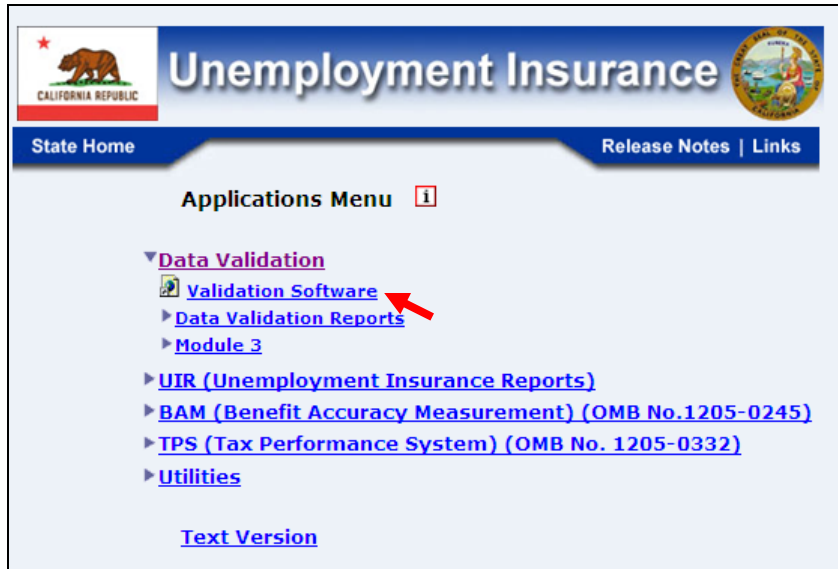 CALIFORNIA REPUBLIC
Unemployment Insurance
State Home
Release Notes | Links
Applications Menu i
Data Validation
Validation Software
Data Validation Reports
Module 3
UIR (Unemployment Insurance Reports)
BAM (Benefit Accuracy Measurement) (OMB No.1205-0245)
TPS (Tax Performance System) (OMB No. 1205-0332)
Utilities
Text Version